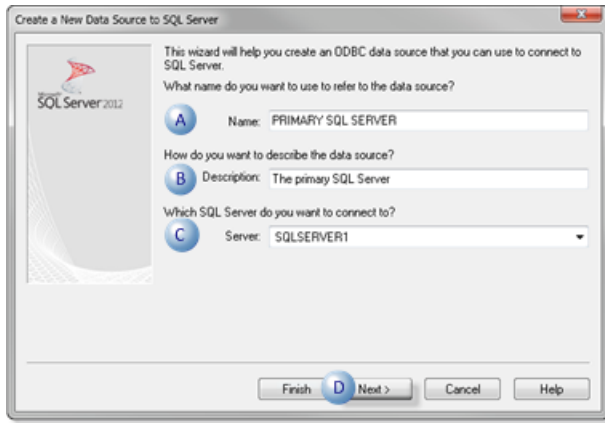 Create a New Data Source to SQL Server
Microsoft
SQL Server 2012
This wizard will help you create an ODBC data source that you can use to connect to
SQL Server.
What name do you want to use to refer to the data source?
A Name: PRIMARY SQL SERVER
How do you want to describe the data source?
B Description: The primary SQL Server
Which SQL Server do you want to connect to?
C Server: SQLSERVER1
Finish D Next > Cancel Help